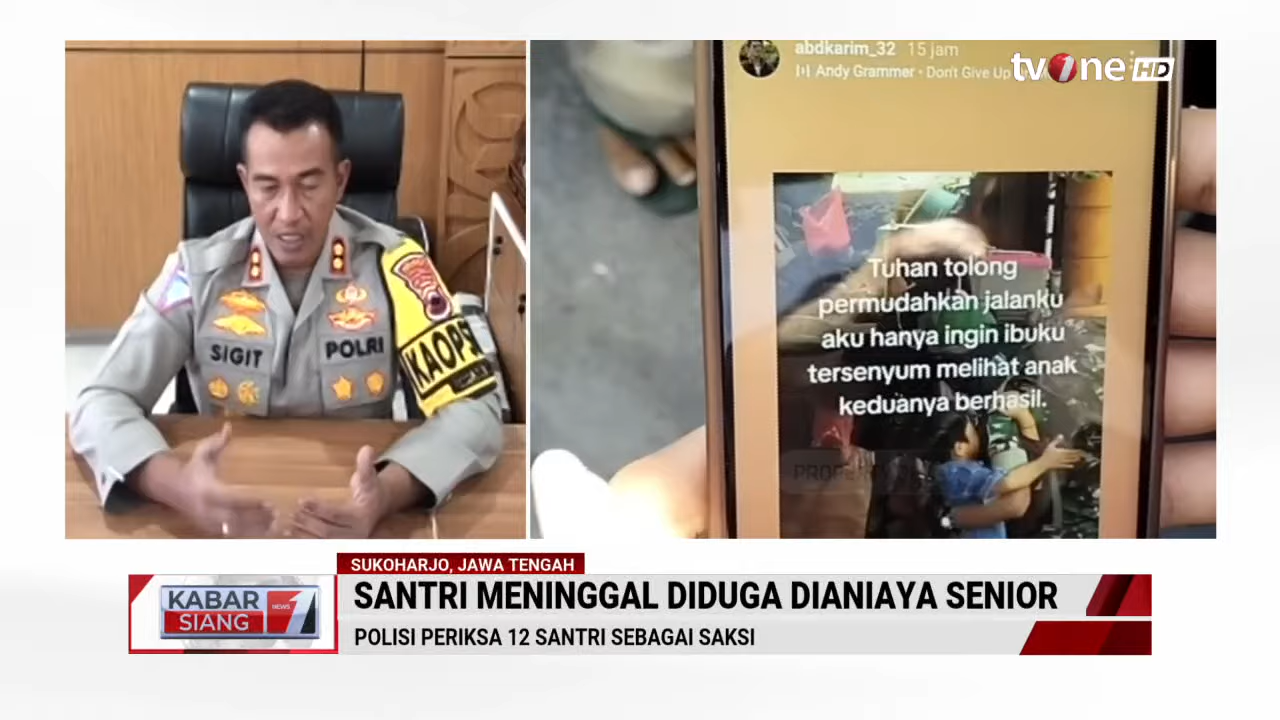 abdkarim_32 15 jam
Andy Grammer • Don't Give Up
tvOne HD
Tuhan tolong
permudahkan jalanku
aku hanya ingin ibuku
tersenyum melihat anak
keduanya berhasil.
SIGIT
POLRI
KAOPS
SUKOHARJO, JAWA TENGAH
SANTRI MENINGGAL DIDUGA DIANIAYA SENIOR
POLISI PERIKSA 12 SANTRI SEBAGAI SAKSI
KABAR
SIANG
NEWS 1